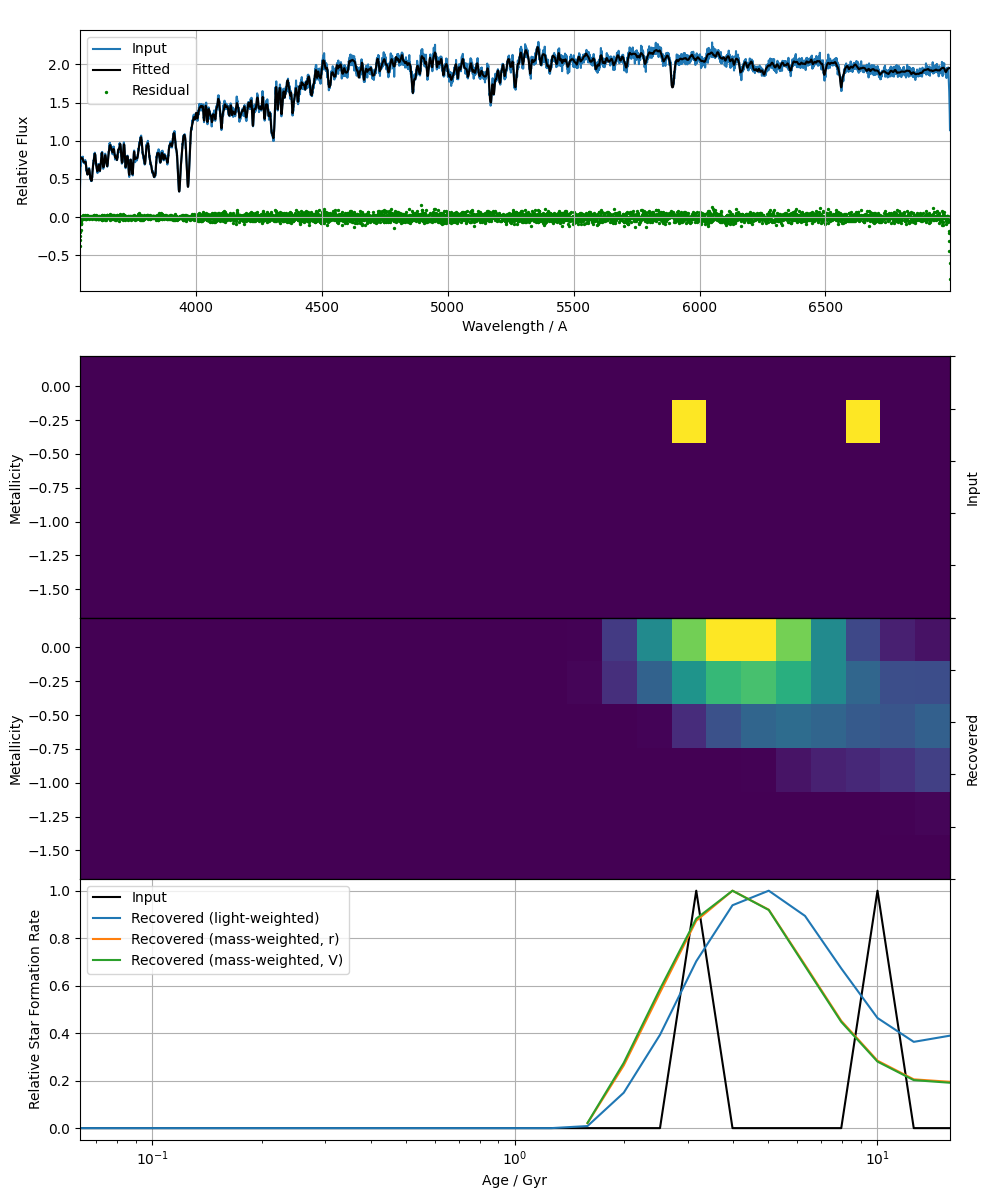 Input
Fitted
Residual
2.0
1.5
1.0
0.5
0.0
−0.5
Relative Flux
4000 4500 5000 5500 6000 6500
Wavelength / A
0.00
−0.25
−0.50
−0.75
−1.00
−1.25
−1.50
Metallicity
Input
0.00
−0.25
−0.50
−0.75
−1.00
−1.25
−1.50
Metallicity
Recovered
Input
Recovered (light-weighted)
Recovered (mass-weighted, r)
Recovered (mass-weighted, V)
1.0
0.8
0.6
0.4
0.2
0.0
Relative Star Formation Rate
10⁻¹ 10⁰ 10¹
Age / Gyr